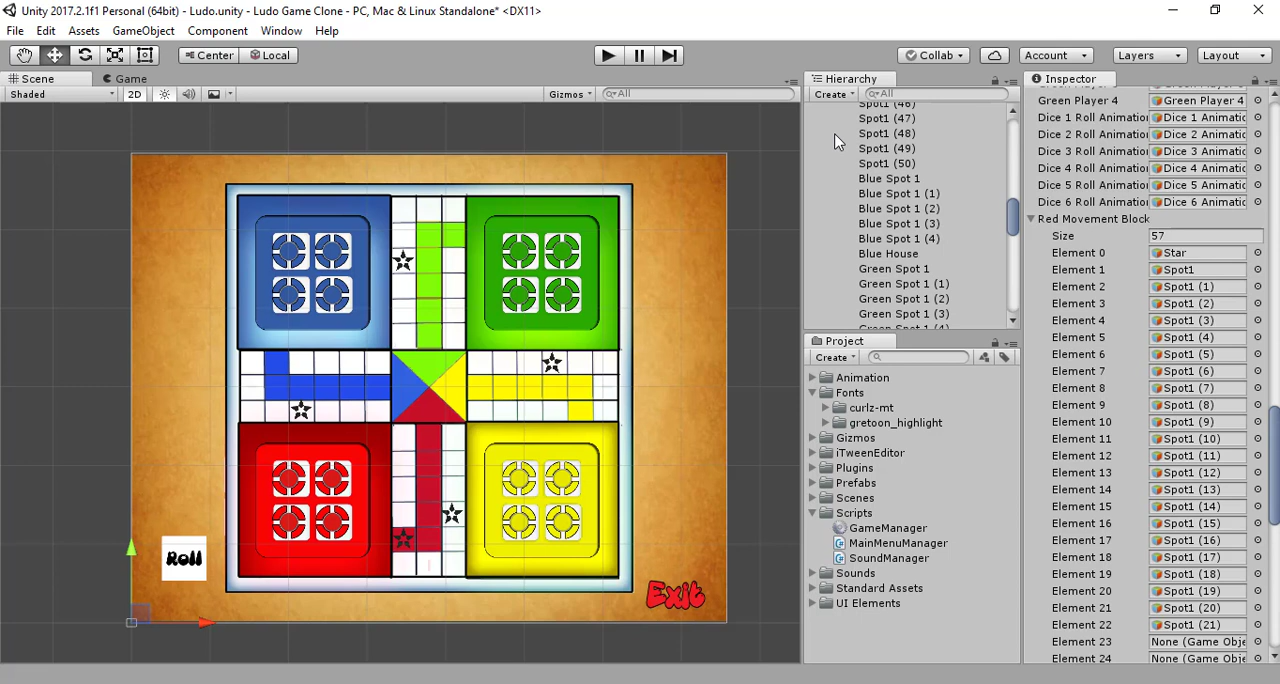 Unity 2017.2.1f1 Personal (64bit) - Ludo.unity - Ludo Game Clone - PC, Mac & Linux Standalone* <DX11>
File Edit Assets GameObject Component Window Help
Center Local Collab Account Layers Layout
Scene Game
Shaded 2D Gizmos All
Roll
Exit
Hierarchy
Create All
Spot1 (46)
Spot1 (47)
Spot1 (48)
Spot1 (49)
Spot1 (50)
Blue Spot 1
Blue Spot 1 (1)
Blue Spot 1 (2)
Blue Spot 1 (3)
Blue Spot 1 (4)
Blue House
Green Spot 1
Green Spot 1 (1)
Green Spot 1 (2)
Green Spot 1 (3)
Green Spot 1 (4)
Project
Create
Animation
Fonts
curlz-mt
gretoon_highlight
Gizmos
iTweenEditor
Plugins
Prefabs
Scenes
Scripts
GameManager
MainMenuManager
SoundManager
Sounds
Standard Assets
UI Elements
Inspector
Green Player 4 Green Player 4
Dice 1 Roll Animation Dice 1 Animatic
Dice 2 Roll Animation Dice 2 Animatic
Dice 3 Roll Animation Dice 3 Animatic
Dice 4 Roll Animation Dice 4 Animatic
Dice 5 Roll Animation Dice 5 Animatic
Dice 6 Roll Animation Dice 6 Animatic
Red Movement Block
Size 57
Element 0 Star
Element 1 Spot1
Element 2 Spot1 (1)
Element 3 Spot1 (2)
Element 4 Spot1 (3)
Element 5 Spot1 (4)
Element 6 Spot1 (5)
Element 7 Spot1 (6)
Element 8 Spot1 (7)
Element 9 Spot1 (8)
Element 10 Spot1 (9)
Element 11 Spot1 (10)
Element 12 Spot1 (11)
Element 13 Spot1 (12)
Element 14 Spot1 (13)
Element 15 Spot1 (14)
Element 16 Spot1 (15)
Element 17 Spot1 (16)
Element 18 Spot1 (17)
Element 19 Spot1 (18)
Element 20 Spot1 (19)
Element 21 Spot1 (20)
Element 22 Spot1 (21)
Element 23 None (Game Obje
Element 24 None (Game Obje